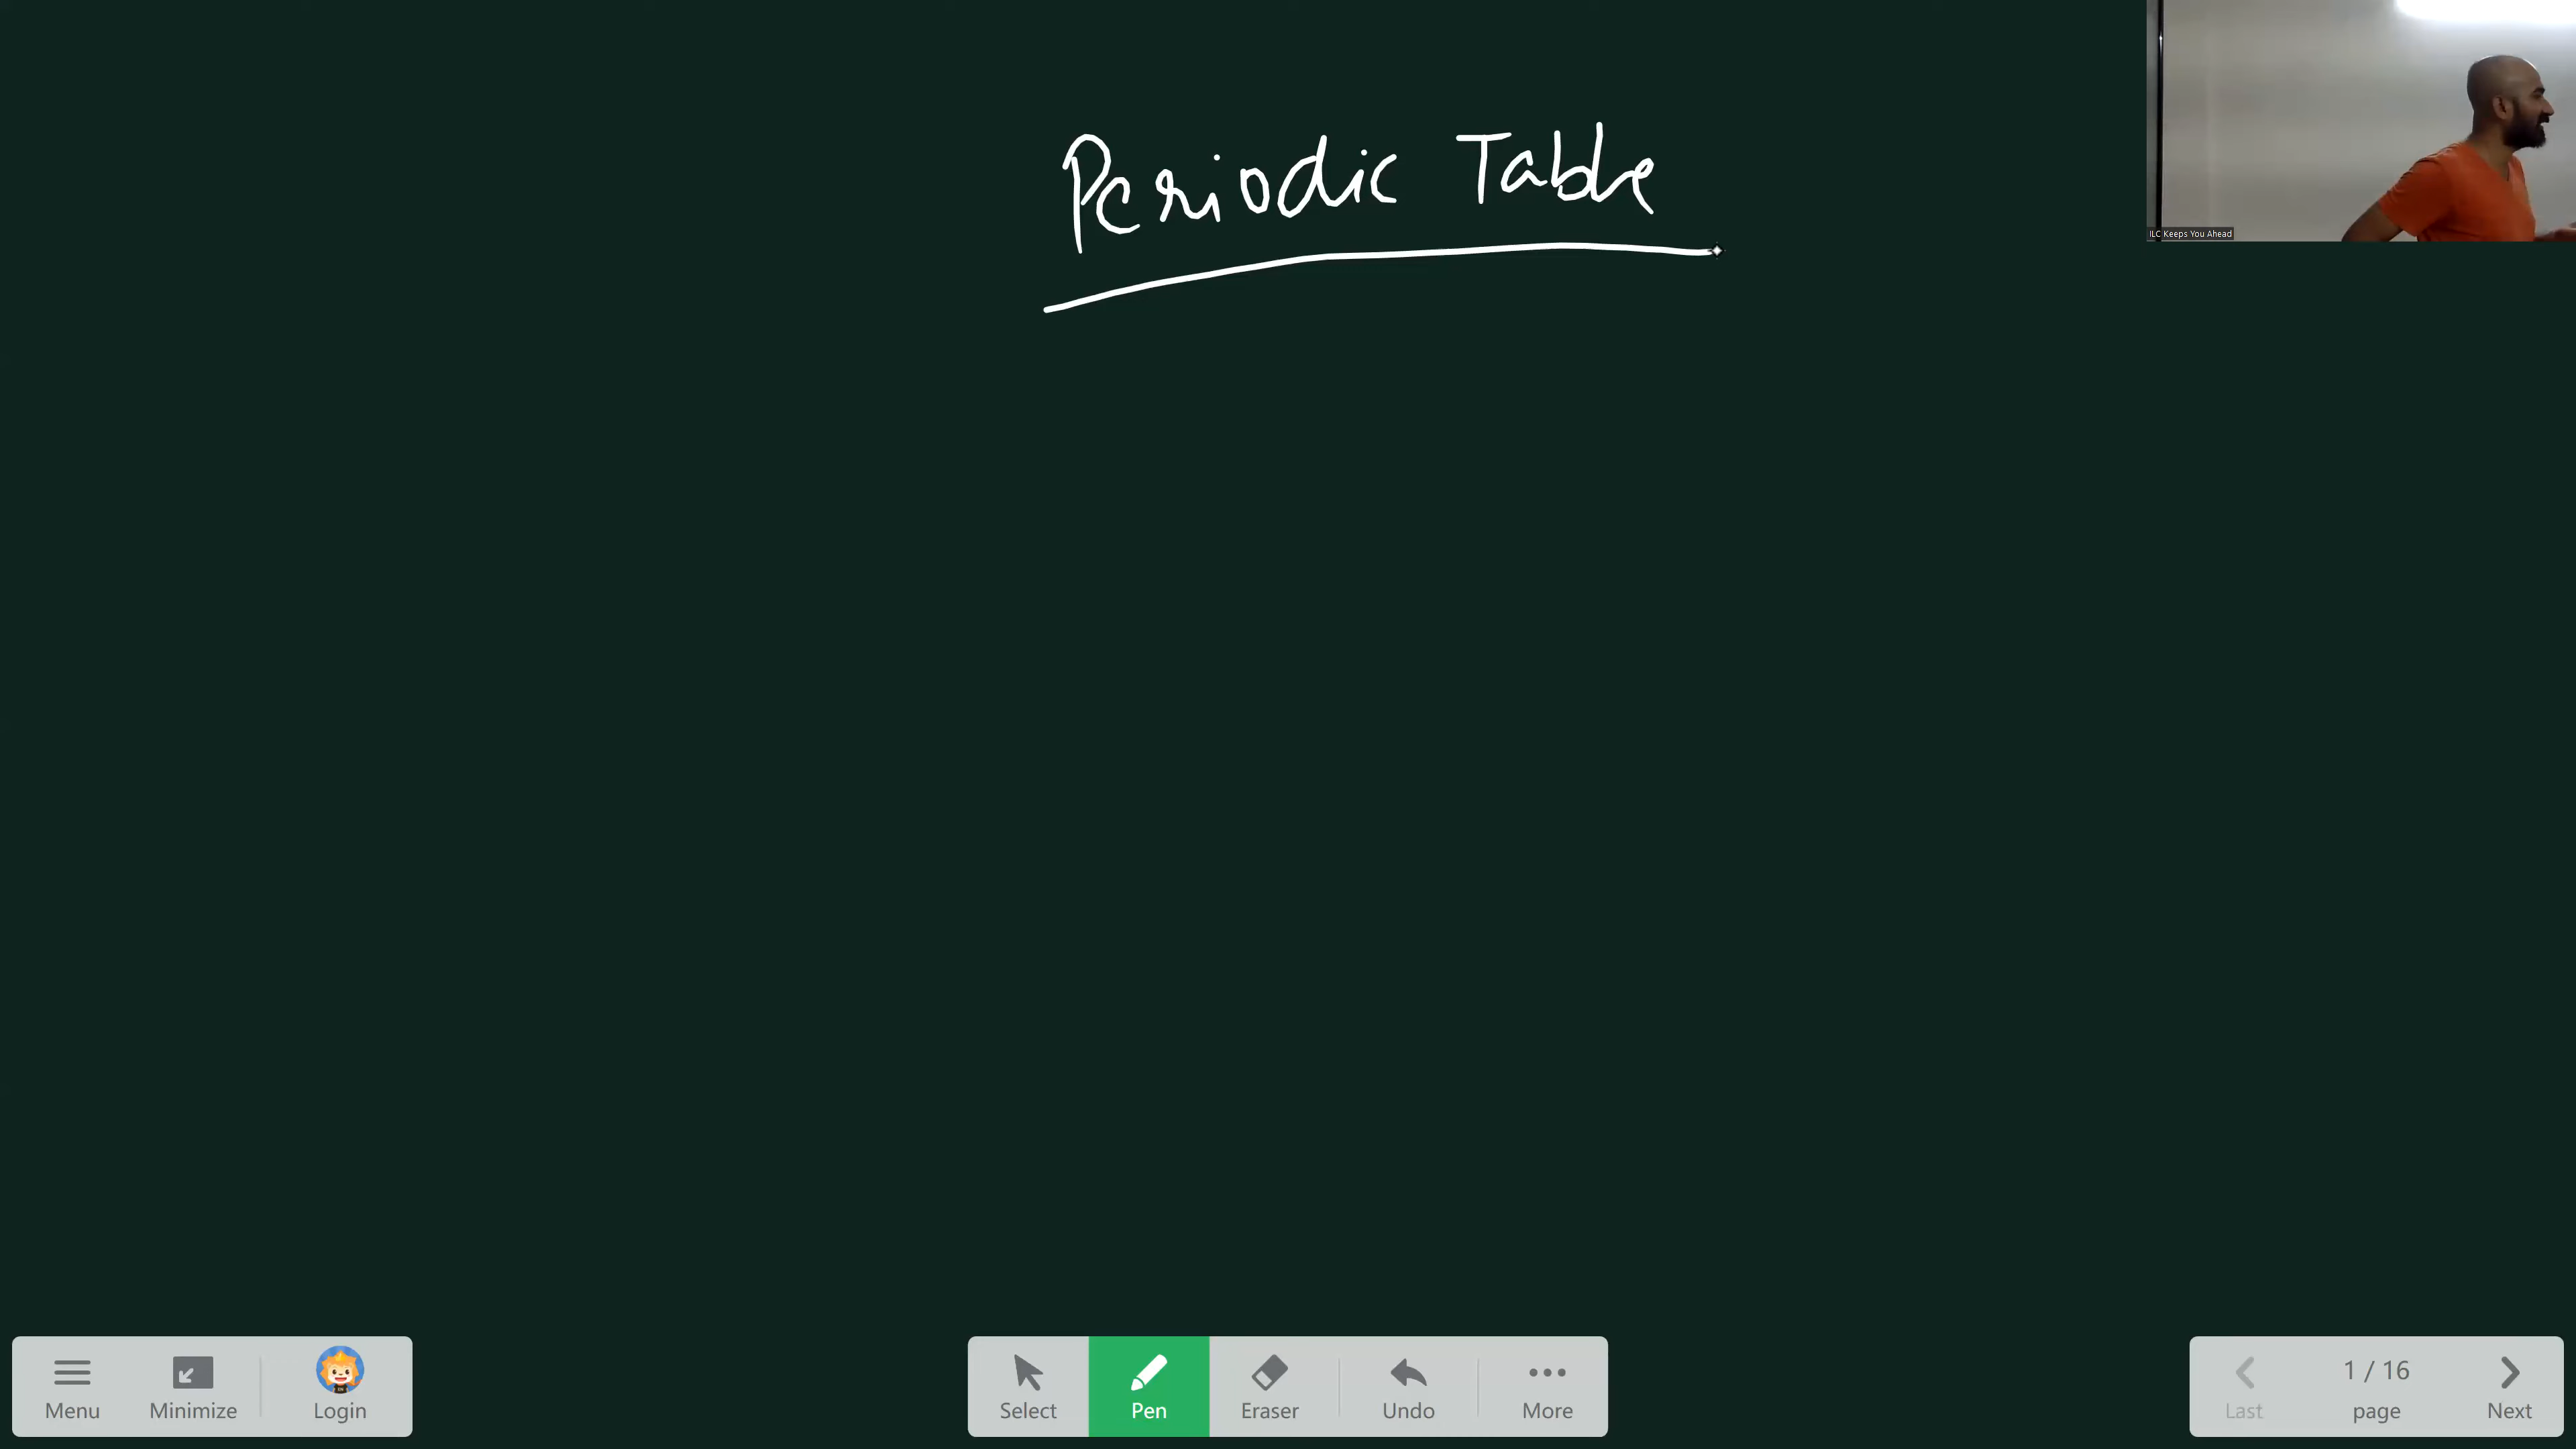 Periodic Table
ILC Keeps You Ahead
Menu
Minimize
Login
Select
Pen
Eraser
Undo
More
Last
1 / 16
page
Next